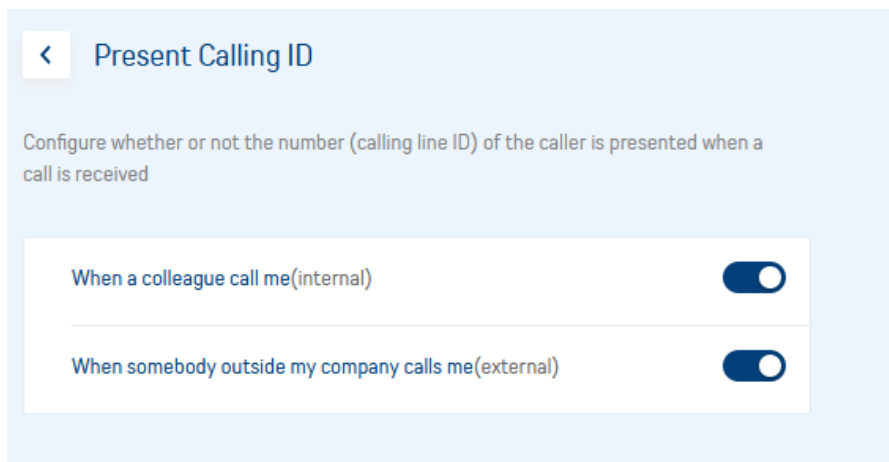 Present Calling ID
Configure whether or not the number (calling line ID) of the caller is presented when a
call is received
When a colleague call me(internal)
When somebody outside my company calls me(external)